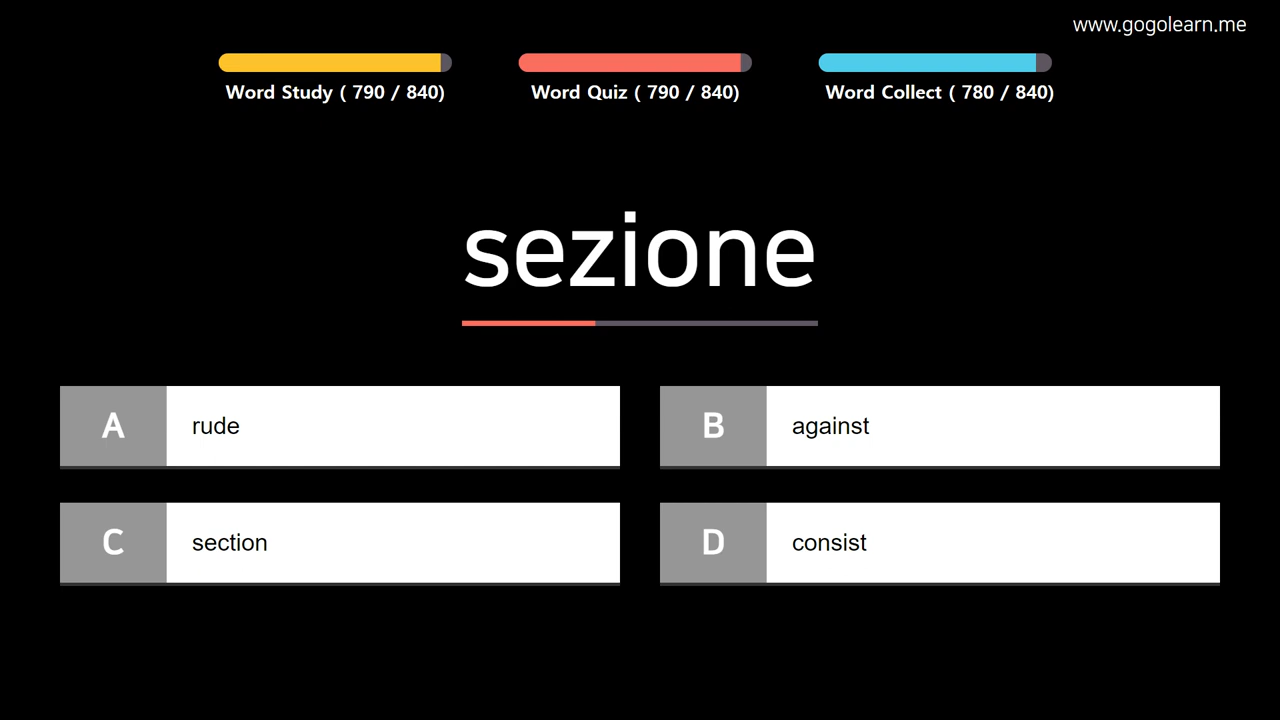 www.gogolearn.me
Word Study ( 790 / 840)
Word Quiz ( 790 / 840)
Word Collect ( 780 / 840)
sezione
A rude
B against
C section
D consist